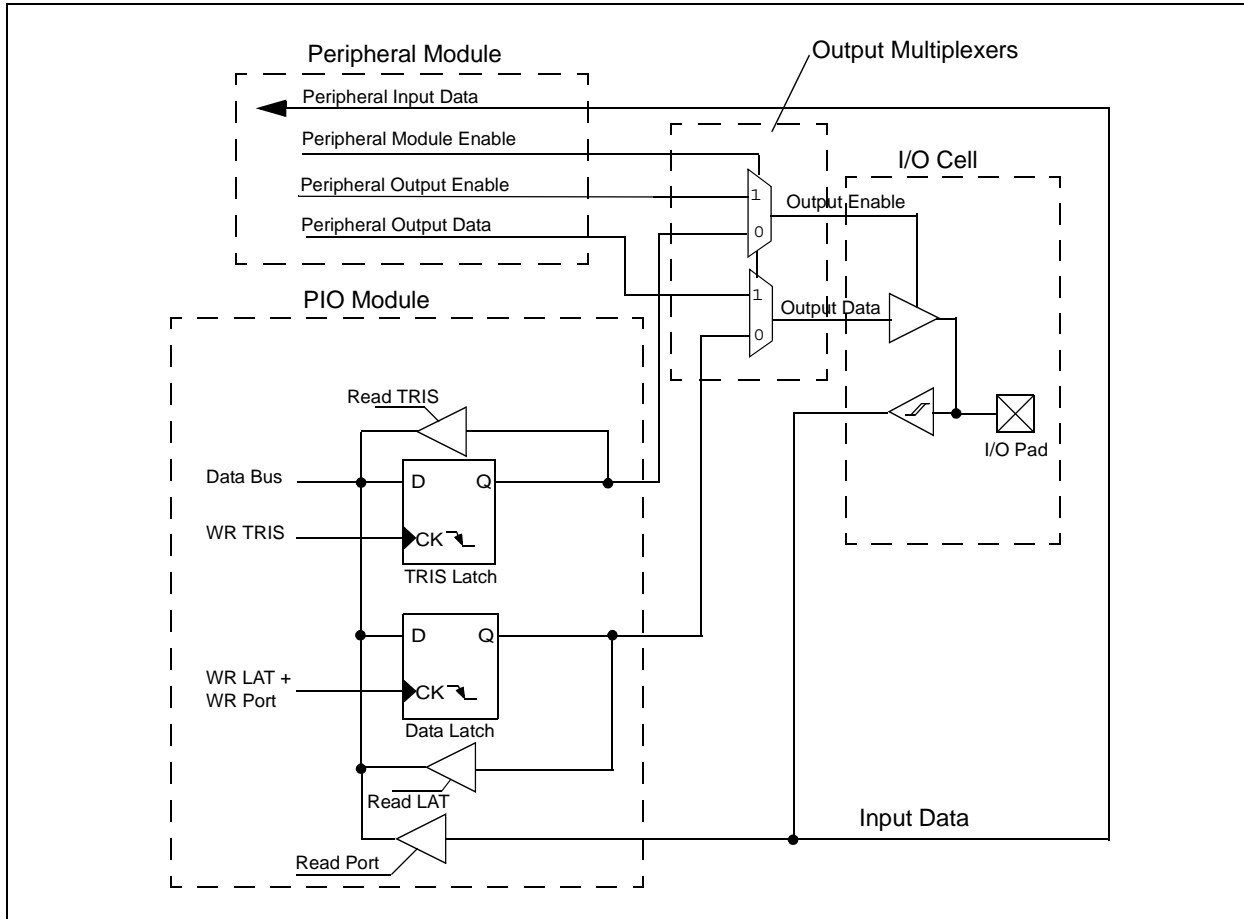 Peripheral Module
Output Multiplexers
Peripheral Input Data
Peripheral Module Enable
I/O Cell
Peripheral Output Enable
1
Output Enable
Peripheral Output Data
0
PIO Module
1
Output Data
0
Read TRIS
I/O Pad
Data Bus
D
Q
WR TRIS
CK
TRIS Latch
D
Q
WR LAT +
WR Port
CK
Data Latch
Read LAT
Input Data
Read Port